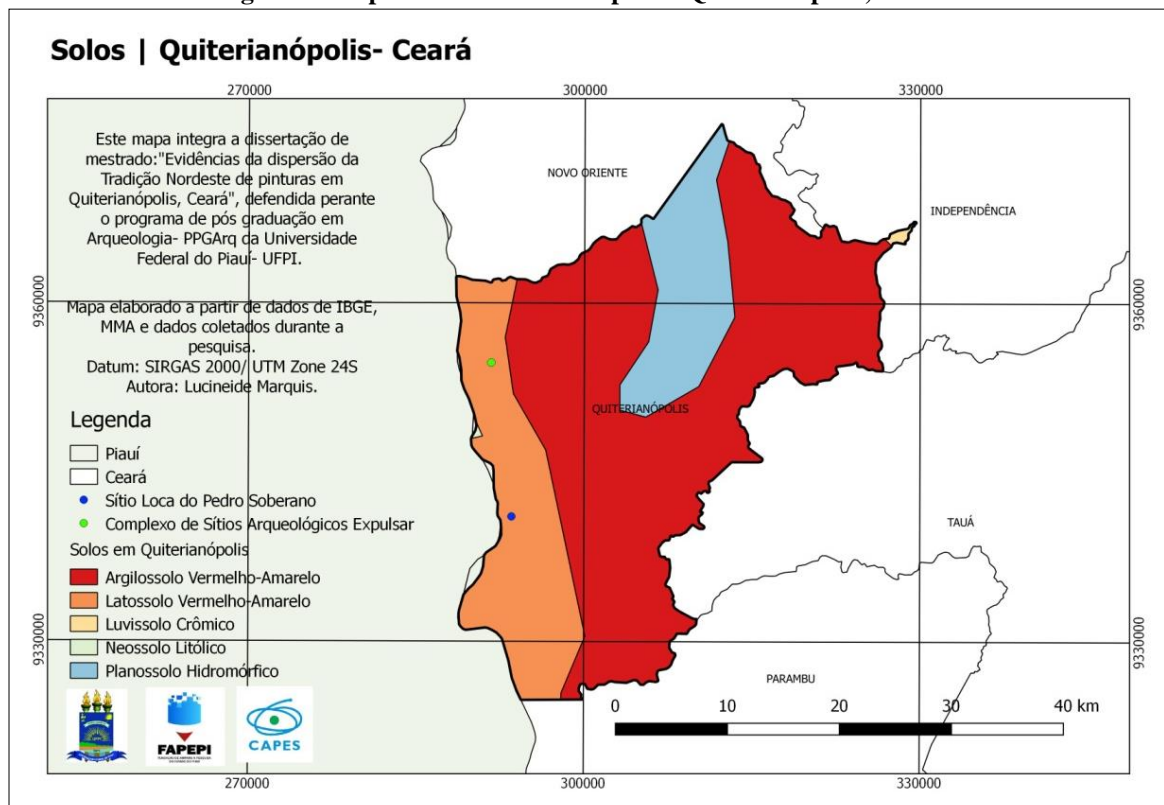 Solos | Quiterianópolis- Ceará
270000
300000
330000
Este mapa integra a dissertação de
mestrado:"Evidências da dispersão da
Tradição Nordeste de pinturas em
Quiterianópolis, Ceará", defendida perante
o programa de pós graduação em
Arqueologia- PPGArq da Universidade
Federal do Piauí- UFPI.
NOVO ORIENTE
INDEPENDÊNCIA
9360000
9360000
Mapa elaborado a partir de dados de IBGE,
MMA e dados coletados durante a
pesquisa.
Datum: SIRGAS 2000/ UTM Zone 24S
Autora: Lucineide Marquis.
QUITERIANÓPOLIS
Legenda
Piauí
Ceará
Sítio Loca do Pedro Soberano
Complexo de Sítios Arqueológicos Expulsar
TAUÁ
Solos em Quiterianópolis
Argilossolo Vermelho-Amarelo
Latossolo Vermelho-Amarelo
Luvissolo Crômico
Neossolo Litólico
Planossolo Hidromórfico
9330000
9330000
PARAMBU
0 10 20 30 40 km
FAPEPI
CAPES
270000
300000
330000